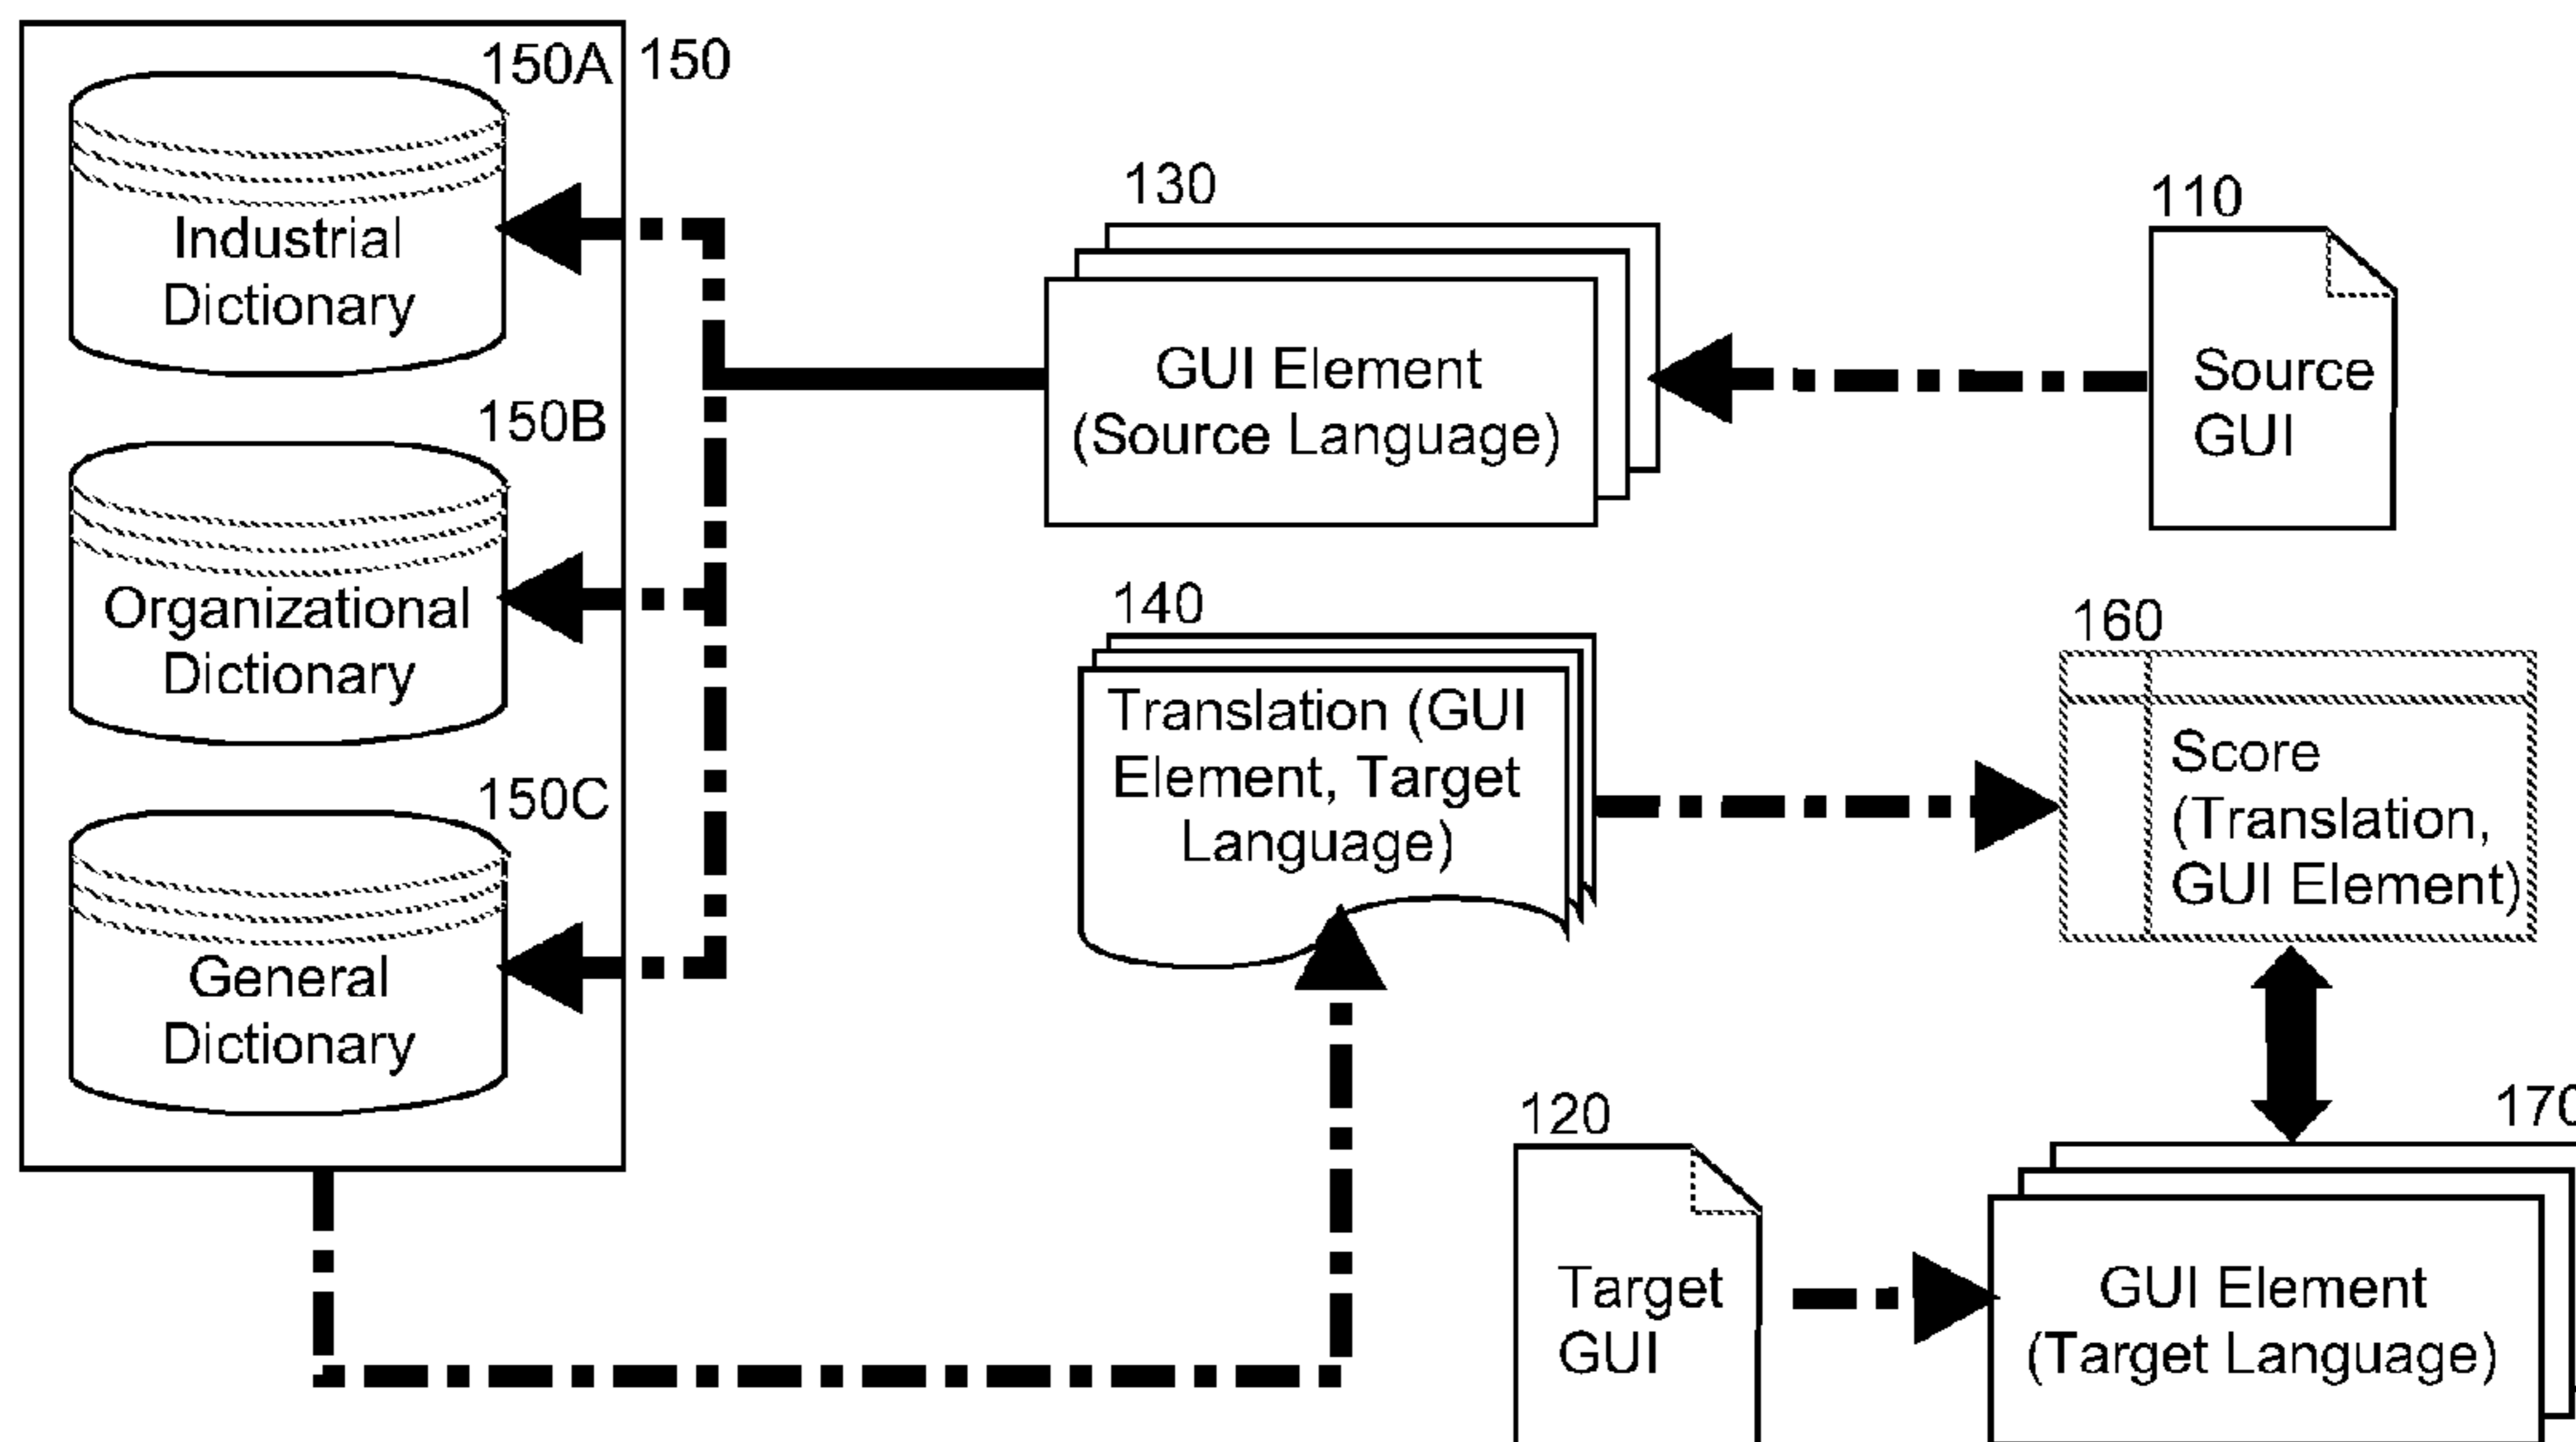 150A
150
Industrial
Dictionary
150B
Organizational
Dictionary
150C
General
Dictionary
130
GUI Element
(Source Language)
110
Source
GUI
140
Translation (GUI
Element, Target
Language)
160
Score
(Translation,
GUI Element)
120
Target
GUI
170
GUI Element
(Target Language)